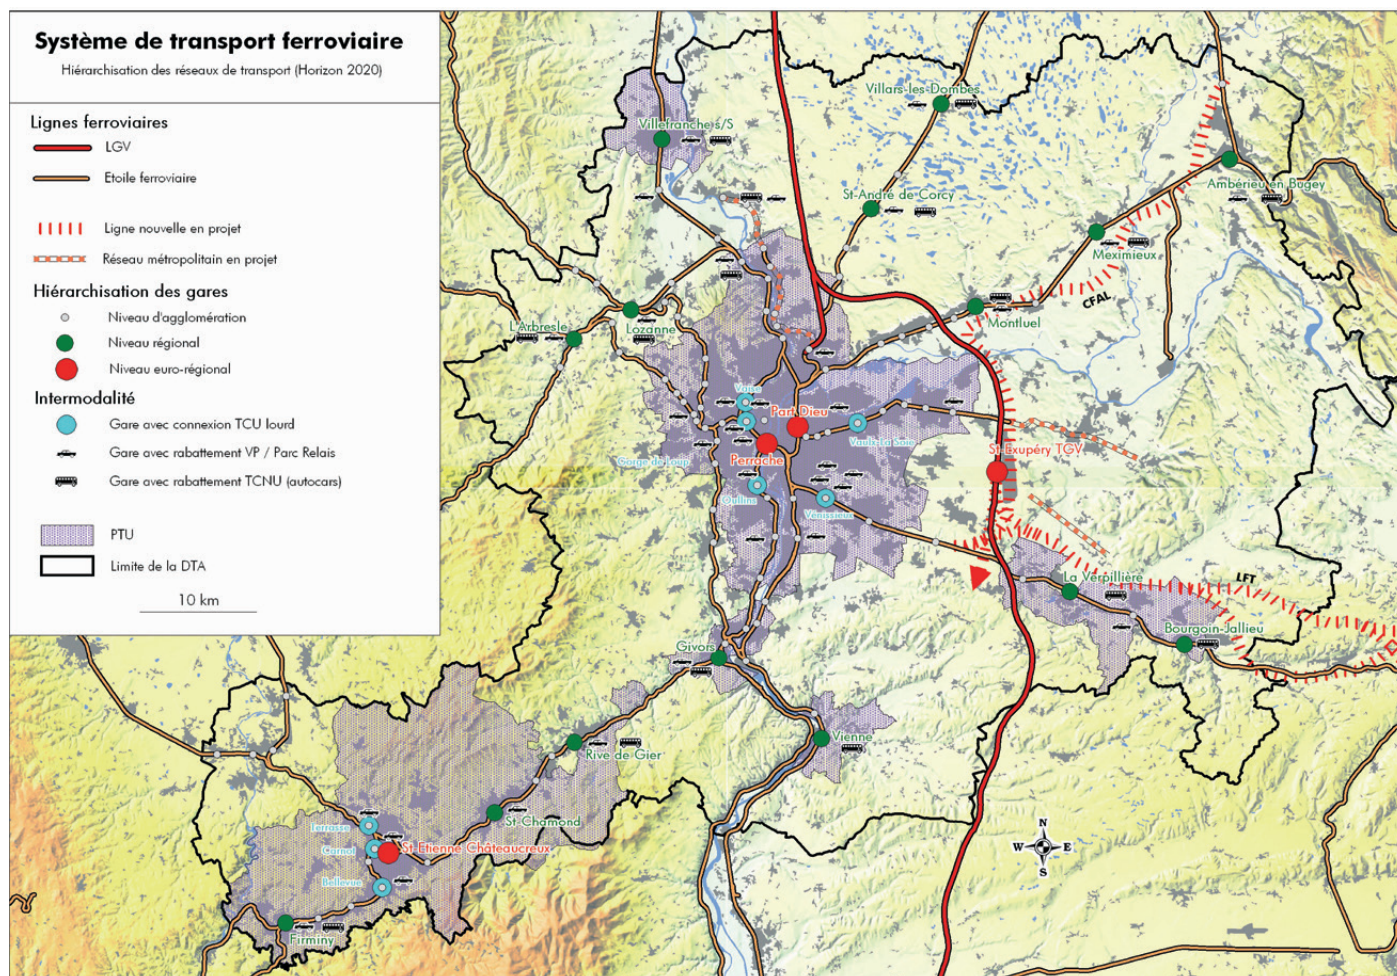 Système de transport ferroviaire
Hiérarchisation des réseaux de transport (Horizon 2020)
Lignes ferroviaires
LGV
Etoile ferroviaire
Ligne nouvelle en projet
Réseau métropolitain en projet
Hiérarchisation des gares
Niveau d'agglomération
Niveau régional
Niveau euro-régional
Intermodalité
Gare avec connexion TCU lourd
Gare avec rabattement VP / Parc Relais
Gare avec rabattement TCNU (autocars)
PTU
Limite de la DTA
10 km
Villars-les-Dombes
Villefranche s/S
Ambérieu en Bugey
St-André de Corcy
Meximieux
CFAL
Montluel
L'Arbresle
Lozanne
Vaise
Part Dieu
Vaulx-La Soie
Perrache
St-Exupéry TGV
Gorge de Loup
Oullins
Vénissieux
La Verpillière
LFT
Bourgoin-Jallieu
Givors
Vienne
Rive de Gier
St-Chamond
Terrasse
Carnot
St Etienne Châteaucreux
Bellevue
Firminy
N
W
E
S